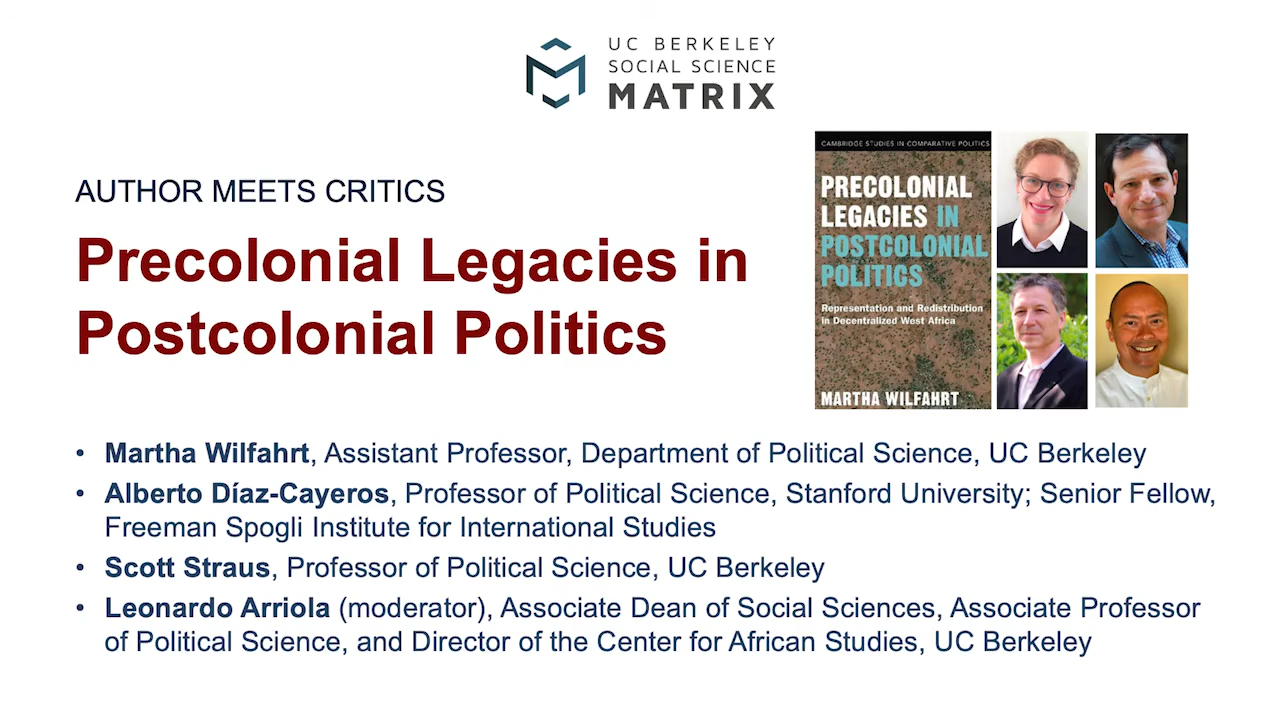 UC BERKELEY
SOCIAL SCIENCE
MATRIX
AUTHOR MEETS CRITICS
Precolonial Legacies in
Postcolonial Politics
CAMBRIDGE STUDIES IN COMPARATIVE POLITICS
PRECOLONIAL
LEGACIES IN
POSTCOLONIAL
POLITICS
Representation and Redistribution
in Decentralized West Africa
MARTHA WILFAHRT
• Martha Wilfahrt, Assistant Professor, Department of Political Science, UC Berkeley
• Alberto Díaz-Cayeros, Professor of Political Science, Stanford University; Senior Fellow,
Freeman Spogli Institute for International Studies
• Scott Straus, Professor of Political Science, UC Berkeley
• Leonardo Arriola (moderator), Associate Dean of Social Sciences, Associate Professor
of Political Science, and Director of the Center for African Studies, UC Berkeley